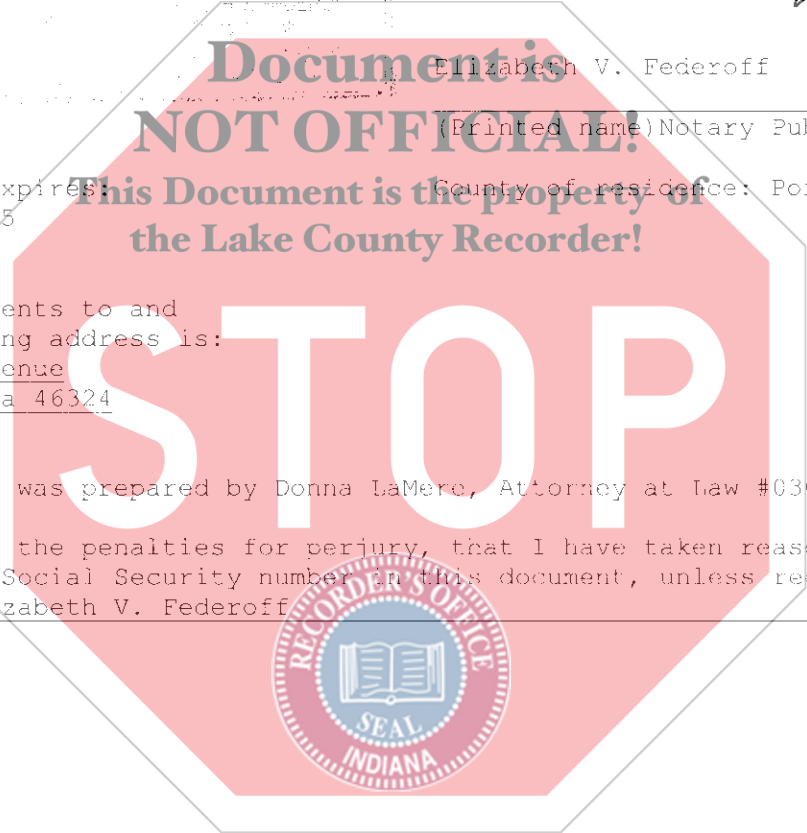 Document is
Elizabeth V. Federoff
NOT OFFICIAL!
(Printed name)Notary Pub
xpires:
This Document is the property of
County of residence: Po
5
the Lake County Recorder!
ents to and
ng address is:
enue
a 46324
STOP
was prepared by Donna LaMere, Attorney at Law #03
the penalties for perjury, that I have taken reas
Social Security number in this document, unless re
zabeth V. Federoff
RECORDER'S OFFICE
SEAL
INDIANA